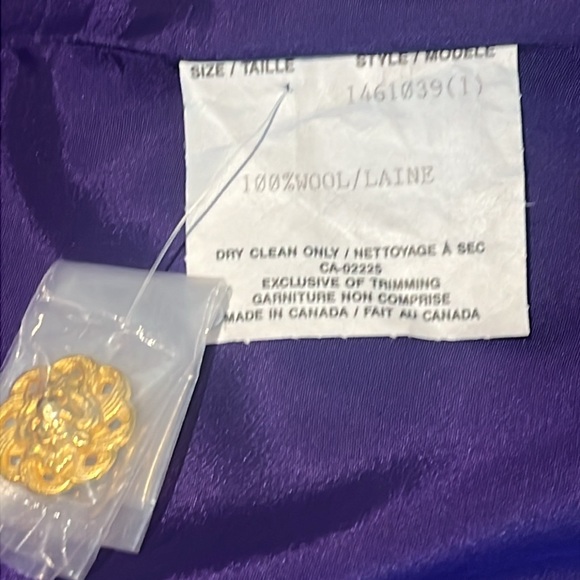 SIZE / TAILLE STYLE / MODÈLE
1461039(1)
100%WOOL/LAINE
DRY CLEAN ONLY / NETTOYAGE À SEC
CA-02225
EXCLUSIVE OF TRIMMING
GARNITURE NON COMPRISE
MADE IN CANADA / FAIT AU CANADA